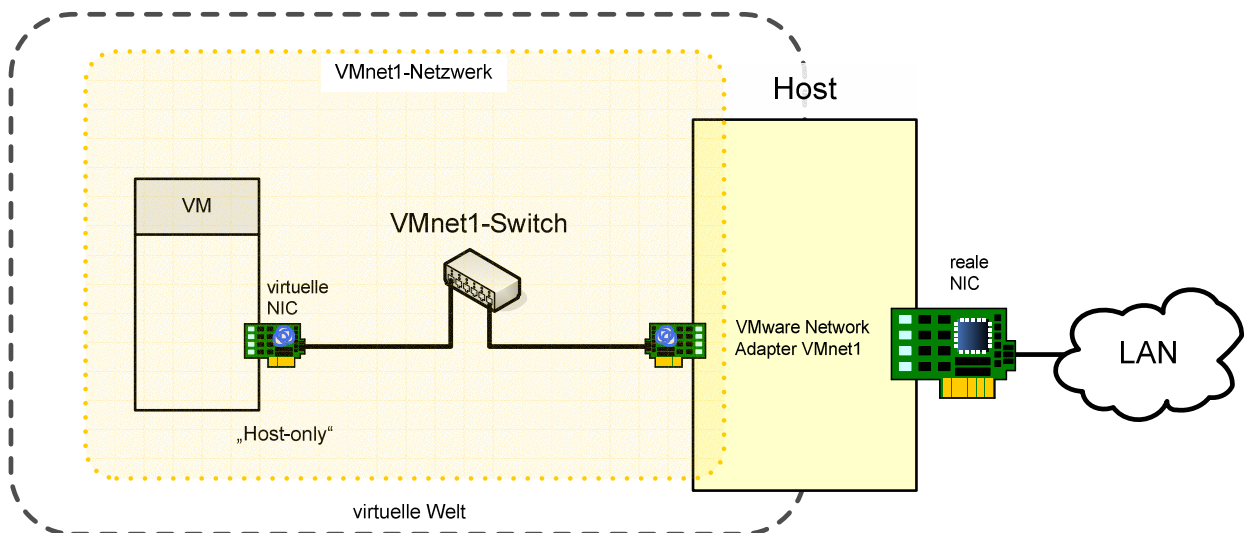 VMnet1-Netzwerk
Host
VM
VMnet1-Switch
virtuelle
NIC
reale
NIC
VMware Network
Adapter VMnet1
LAN
„Host-only“
virtuelle Welt